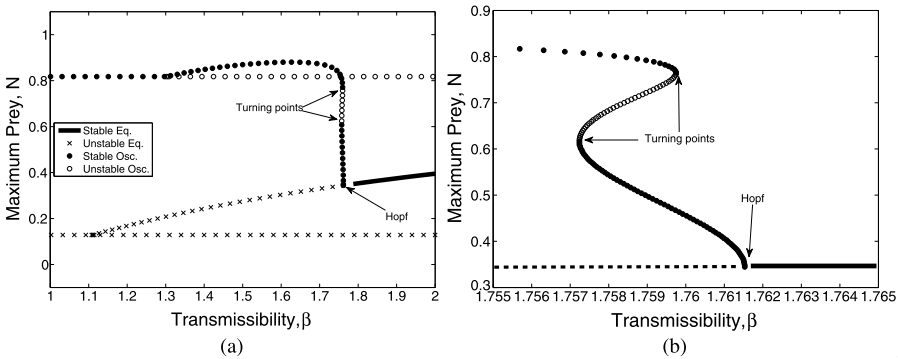 1
0.8
0.6
0.4
0.2
0
Maximum Prey, N
Turning points
Stable Eq.
Unstable Eq.
Stable Osc.
Unstable Osc.
Hopf
1 1.1 1.2 1.3 1.4 1.5 1.6 1.7 1.8 1.9 2
Transmissibility,β
(a)
0.9
0.8
0.7
0.6
0.5
0.4
0.3
Maximum Prey, N
Turning points
Hopf
1.755 1.756 1.757 1.758 1.759 1.76 1.761 1.762 1.763 1.764 1.765
Transmissibility,β
(b)